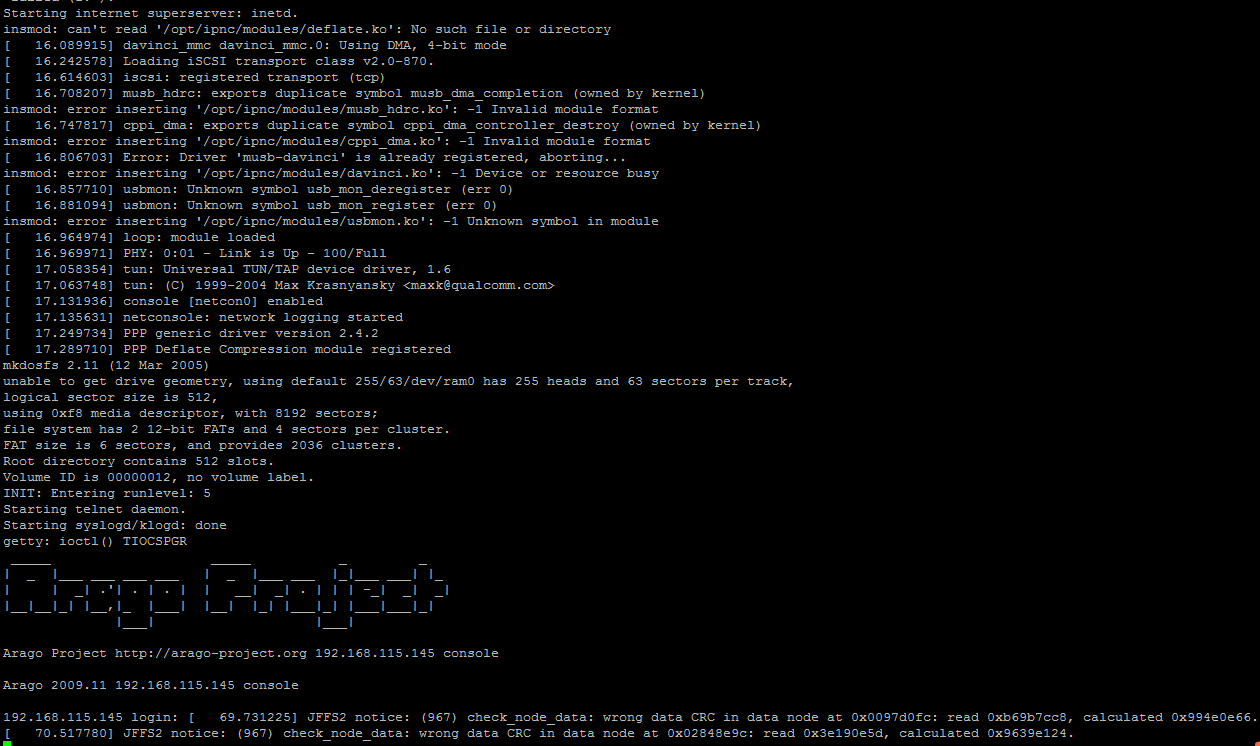 Starting internet superserver: inetd.
insmod: can't read '/opt/ipnc/modules/deflate.ko': No such file or directory
[   16.089915] davinci_mmc davinci_mmc.0: Using DMA, 4-bit mode
[   16.242578] Loading iSCSI transport class v2.0-870.
[   16.614603] iscsi: registered transport (tcp)
[   16.708207] musb_hdrc: exports duplicate symbol musb_dma_completion (owned by kernel)
insmod: error inserting '/opt/ipnc/modules/musb_hdrc.ko': -1 Invalid module format
[   16.747817] cppi_dma: exports duplicate symbol cppi_dma_controller_destroy (owned by kernel)
insmod: error inserting '/opt/ipnc/modules/cppi_dma.ko': -1 Invalid module format
[   16.806703] Error: Driver 'musb-davinci' is already registered, aborting...
insmod: error inserting '/opt/ipnc/modules/davinci.ko': -1 Device or resource busy
[   16.857710] usbmon: Unknown symbol usb_mon_deregister (err 0)
[   16.881094] usbmon: Unknown symbol usb_mon_register (err 0)
insmod: error inserting '/opt/ipnc/modules/usbmon.ko': -1 Unknown symbol in module
[   16.964974] loop: module loaded
[   16.969971] PHY: 0:01 - Link is Up - 100/Full
[   17.058354] tun: Universal TUN/TAP device driver, 1.6
[   17.063748] tun: (C) 1999-2004 Max Krasnyansky <maxk@qualcomm.com>
[   17.131936] console [netcon0] enabled
[   17.135631] netconsole: network logging started
[   17.249734] PPP generic driver version 2.4.2
[   17.289710] PPP Deflate Compression module registered
mkdosfs 2.11 (12 Mar 2005)
unable to get drive geometry, using default 255/63/dev/ram0 has 255 heads and 63 sectors per track,
logical sector size is 512,
using 0xf8 media descriptor, with 8192 sectors;
file system has 2 12-bit FATs and 4 sectors per cluster.
FAT size is 6 sectors, and provides 2036 clusters.
Root directory contains 512 slots.
Volume ID is 00000012, no volume label.
INIT: Entering runlevel: 5
Starting telnet daemon.
Starting syslogd/klogd: done
getty: ioctl() TIOCSPGR
Arago Project
Arago Project http://arago-project.org 192.168.115.145 console
Arago 2009.11 192.168.115.145 console
192.168.115.145 login: [   69.731225] JFFS2 notice: (967) check_node_data: wrong data CRC in data node at 0x0097d0fc: read 0xb69b7cc8, calculated 0x994e0e66.
[   70.517780] JFFS2 notice: (967) check_node_data: wrong data CRC in data node at 0x02848e9c: read 0x3e190e5d, calculated 0x9639e124.